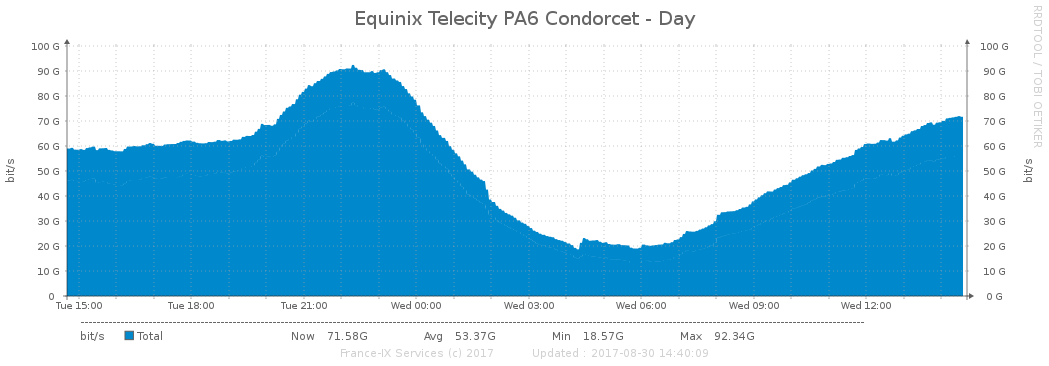 Equinix Telecity PA6 Condorcet - Day
RRDTOOL / TOBI OETIKER
bit/s
100 G
90 G
80 G
70 G
60 G
50 G
40 G
30 G
20 G
10 G
0
100 G
90 G
80 G
70 G
60 G
50 G
40 G
30 G
20 G
10 G
0 G
bit/s
Tue 15:00 Tue 18:00 Tue 21:00 Wed 00:00 Wed 03:00 Wed 06:00 Wed 09:00 Wed 12:00
bit/s Total Now 71.58G Avg 53.37G Min 18.57G Max 92.34G
France-IX Services (c) 2017 Updated : 2017-08-30 14:40:09